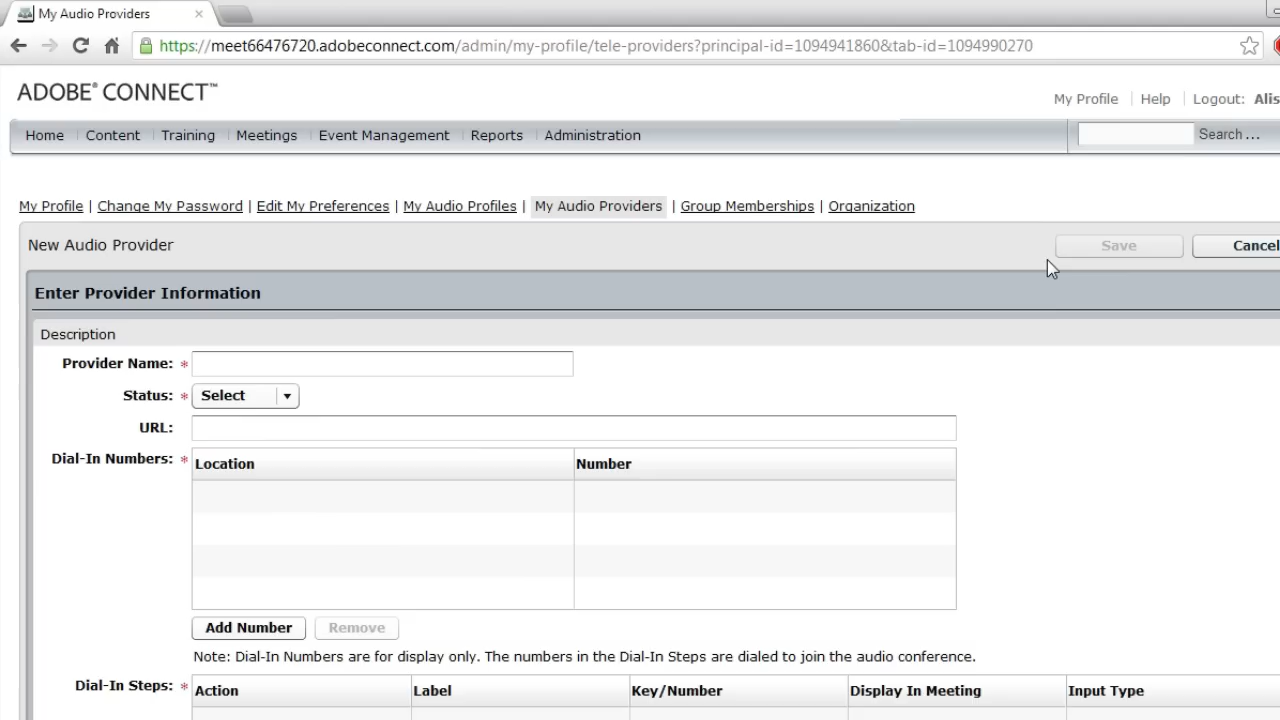 My Audio Providers
https://meet66476720.adobeconnect.com/admin/my-profile/tele-providers?principal-id=1094941860&tab-id=1094990270
ADOBE® CONNECT™
My Profile | Help | Logout: Alis
Home Content Training Meetings Event Management Reports Administration Search ...
My Profile | Change My Password | Edit My Preferences | My Audio Profiles | My Audio Providers | Group Memberships | Organization
New Audio Provider Save Cancel
Enter Provider Information
Description
Provider Name: *
Status: * Select
URL:
Dial-In Numbers: * Location Number
Add Number Remove
Note: Dial-In Numbers are for display only. The numbers in the Dial-In Steps are dialed to join the audio conference.
Dial-In Steps: * Action Label Key/Number Display In Meeting Input Type